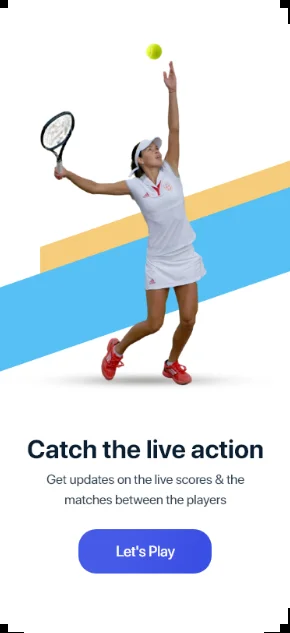 Catch the live action
Get updates on the live scores & the
matches between the players
Let's Play